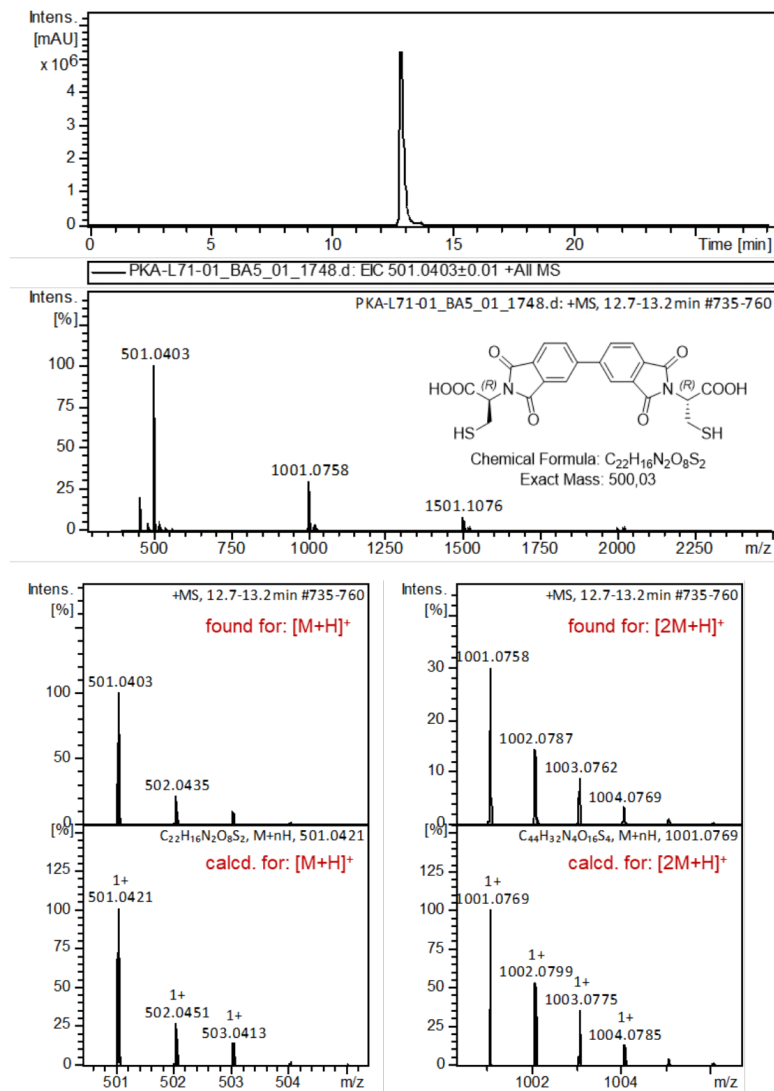 Intens.
[mAU]
x 10⁶
4
3
2
1
0
0 5 10 15 20 Time [min]
PKA-L71-01_BA5_01_1748.d: EIC 501.0403±0.01 +All MS
Intens.
[%]
PKA-L71-01_BA5_01_1748.d: +MS, 12.7-13.2min #735-760
100
75
50
25
0
501.0403
1001.0758
1501.1076
O O
HOOC (R) N N (R) COOH
O O
HS SH
Chemical Formula: C₂₂H₁₆N₂O₈S₂
Exact Mass: 500,03
500 750 1000 1250 1500 1750 2000 2250 m/z
Intens.
[%]
+MS, 12.7-13.2min #735-760
found for: [M+H]⁺
100
50
0
501.0403
502.0435
[%]
C₂₂H₁₆N₂O₈S₂, M+nH, 501.0421
calcd. for: [M+H]⁺
125
100
75
50
25
0
1+
501.0421
1+
502.0451
1+
503.0413
501 502 503 504 m/z
Intens.
[%]
+MS, 12.7-13.2min #735-760
found for: [2M+H]⁺
30
20
10
0
1001.0758
1002.0787
1003.0762
1004.0769
[%]
C₄₄H₃₂N₄O₁₆S₄, M+nH, 1001.0769
calcd. for: [2M+H]⁺
125
100
75
50
25
0
1+
1001.0769
1+
1002.0799
1+
1003.0775
1+
1004.0785
1002 1004 m/z